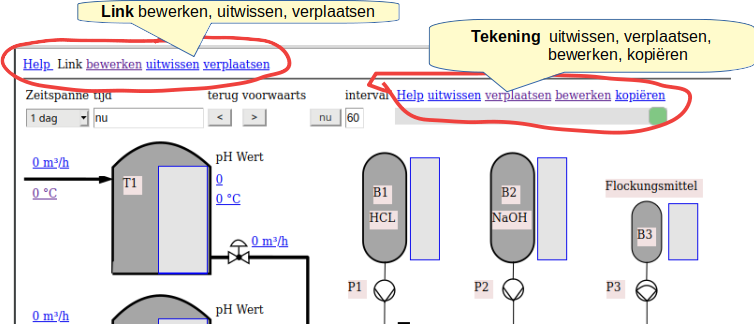 Link bewerken, uitwissen, verplaatsen
Tekening uitwissen, verplaatsen,
bewerken, kopiëren
Help Link bewerken uitwissen verplaatsen
Zeitspanne tijd terug voorwaarts interval Help uitwissen verplaatsen bewerken kopiëren
1 dag nu < > nu 60
0 m³/h
0 °C
T1
pH Wert
0
0 °C
0 m³/h
B1
HCL
B2
NaOH
Flockungsmittel
B3
P1
P2
P3
0 m³/h
pH Wert